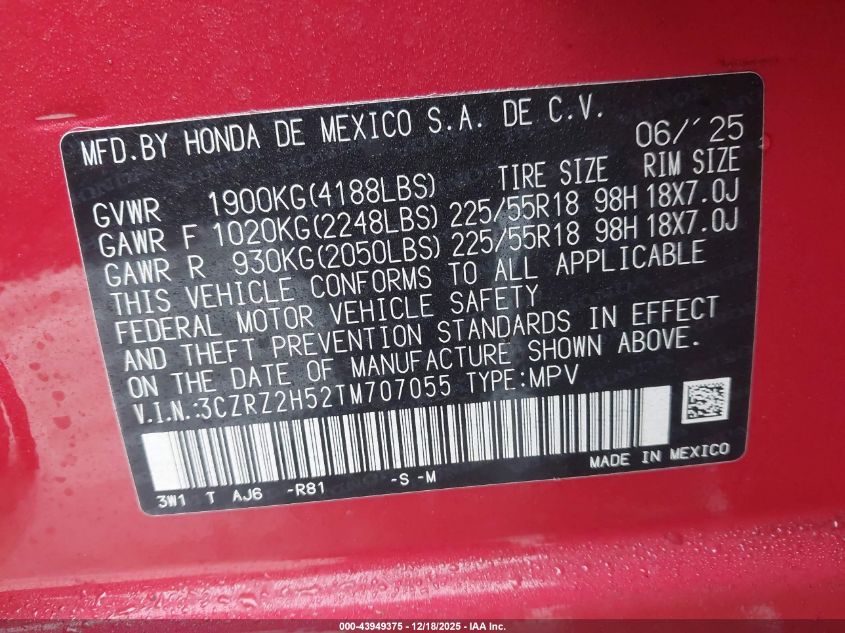 MFD.BY HONDA DE MEXICO S.A. DE C.V. 06/'25
TIRE SIZE RIM SIZE
GVWR 1900KG(4188LBS)
GAWR F 1020KG(2248LBS) 225/55R18 98H 18X7.0J
GAWR R 930KG(2050LBS) 225/55R18 98H 18X7.0J
THIS VEHICLE CONFORMS TO ALL APPLICABLE
FEDERAL MOTOR VEHICLE SAFETY
AND THEFT PREVENTION STANDARDS IN EFFECT
ON THE DATE OF MANUFACTURE SHOWN ABOVE.
V.I.N.:3CZRZ2H52TM707055 TYPE:MPV
3W1 T AJ6 -R81 -S -M MADE IN MEXICO
000-43949375 - 12/18/2025 - IAA Inc.